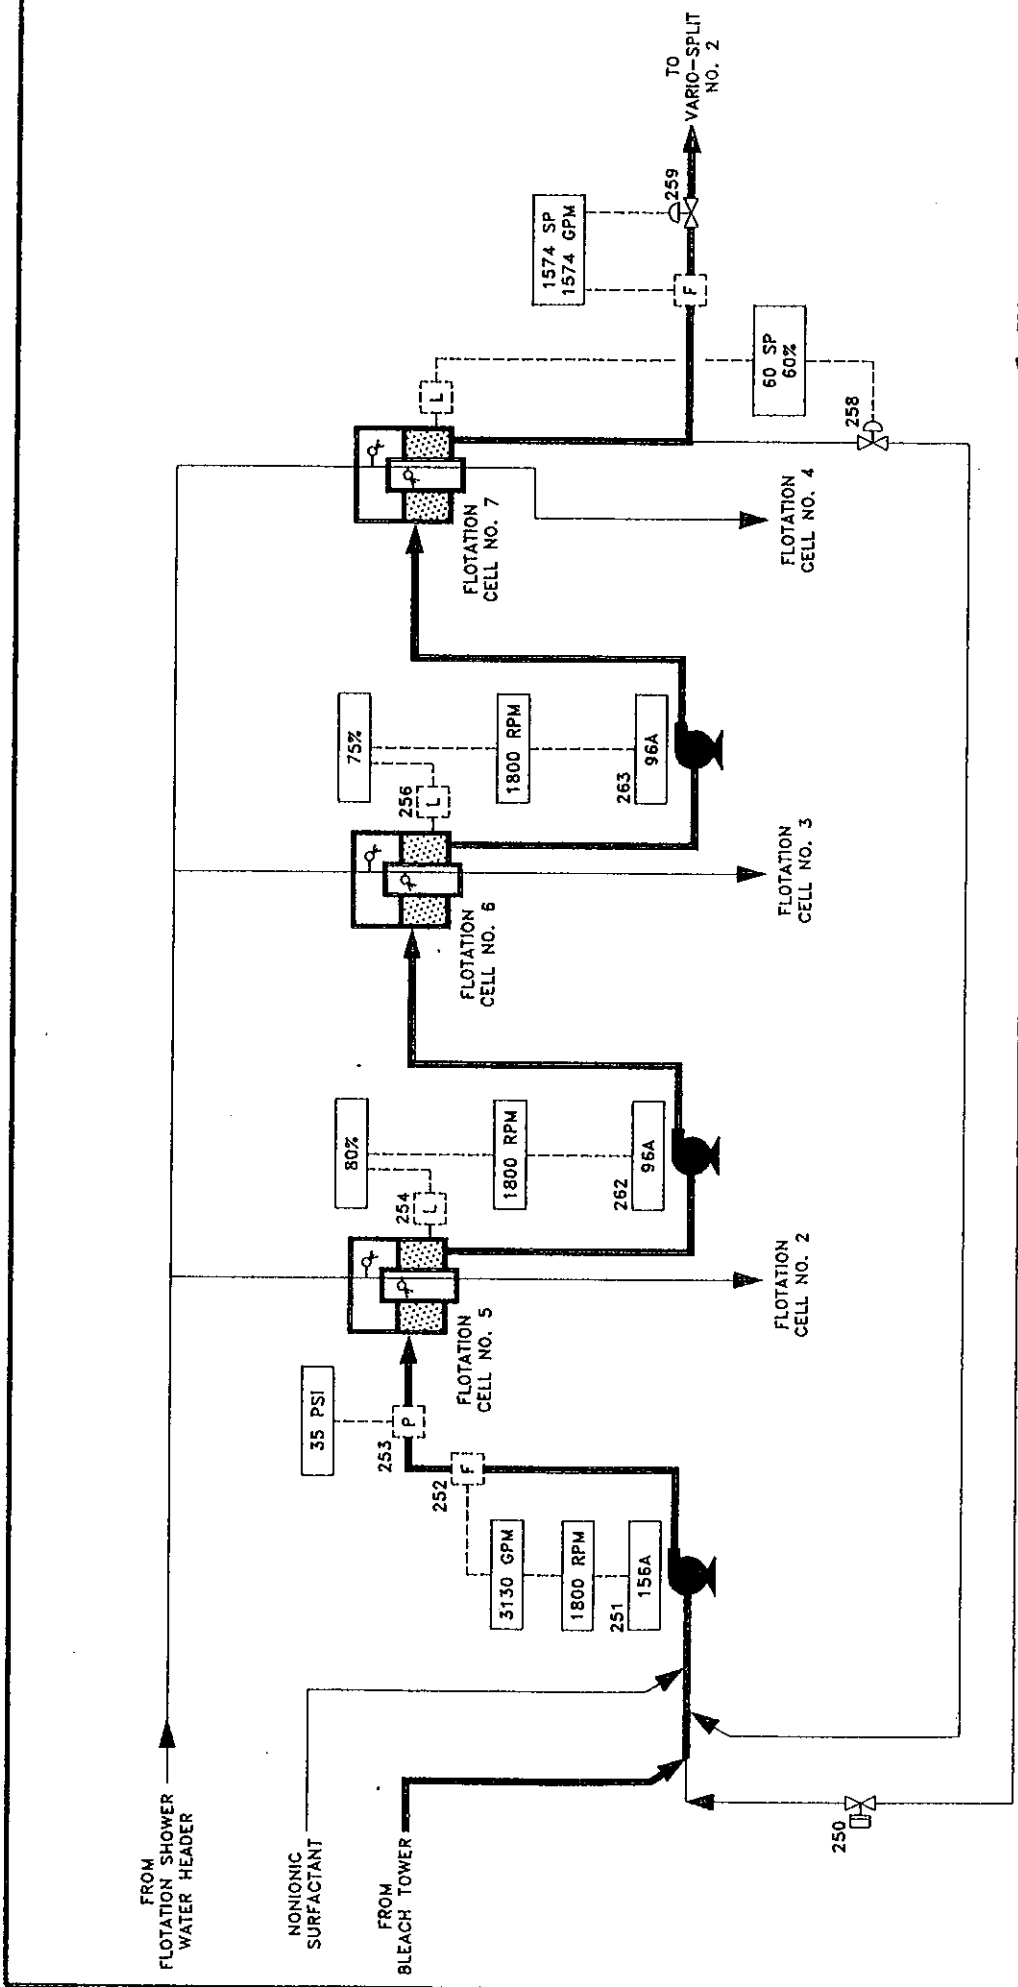 FROM
FLOTATION SHOWER
WATER HEADER
NONIONIC
SURFACTANT
FROM
BLEACH TOWER
250
3130 GPM
1800 RPM
251
156A
252
F
253
P
35 PSI
FLOTATION
CELL NO. 5
254
L
80%
1800 RPM
262
96A
FLOTATION
CELL NO. 2
FLOTATION
CELL NO. 6
256
L
75%
1800 RPM
263
96A
FLOTATION
CELL NO. 3
FLOTATION
CELL NO. 7
L
60 SP
60%
258
FLOTATION
CELL NO. 4
1574 SP
1574 GPM
F
259
TO
VARIO-SPLIT
NO. 2